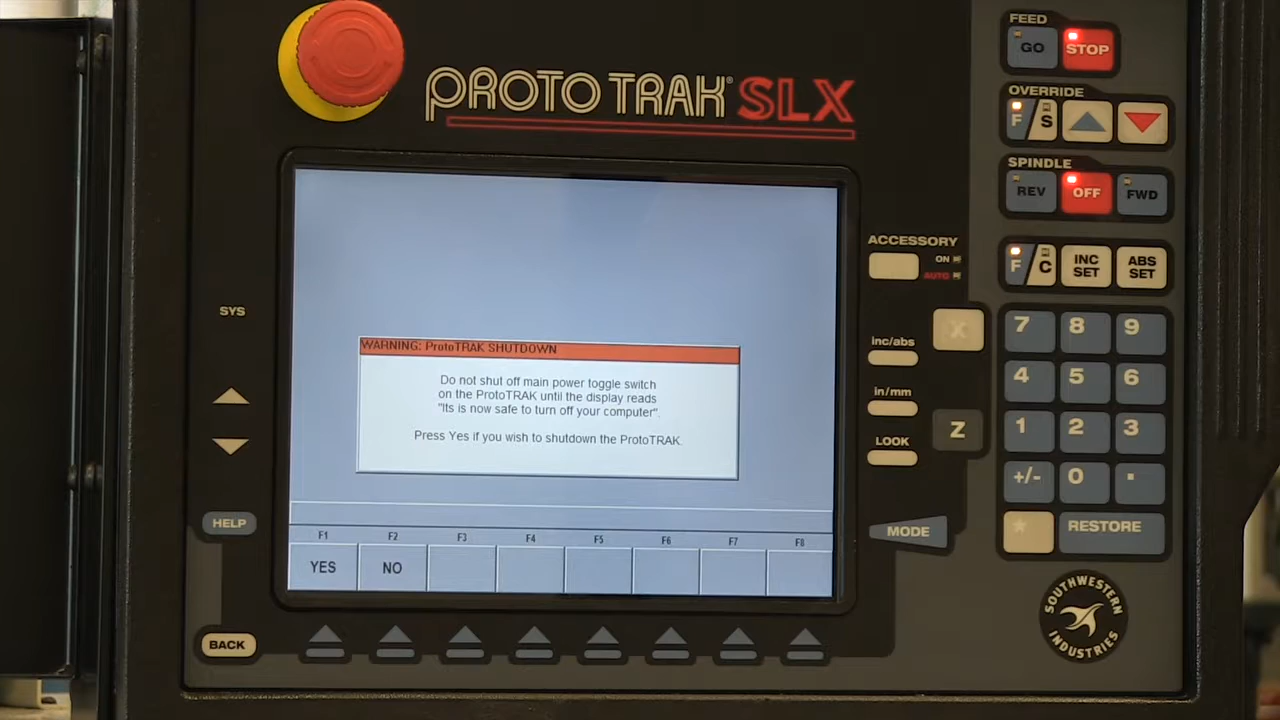 PROTO TRAK® SLX
FEED
GO
STOP
OVERRIDE
F / S
SPINDLE
REV
OFF
FWD
ACCESSORY
ON
AUTO
F / C
INC
SET
ABS
SET
SYS
WARNING: ProtoTRAK SHUTDOWN
Do not shut off main power toggle switch
on the ProtoTRAK until the display reads
"Its is now safe to turn off your computer".
Press Yes if you wish to shutdown the ProtoTRAK.
X
inc/abs
in/mm
Z
LOOK
7
8
9
4
5
6
1
2
3
+/-
0
.
*
RESTORE
HELP
MODE
F1
F2
F3
F4
F5
F6
F7
F8
YES
NO
BACK
SOUTHWESTERN
INDUSTRIES